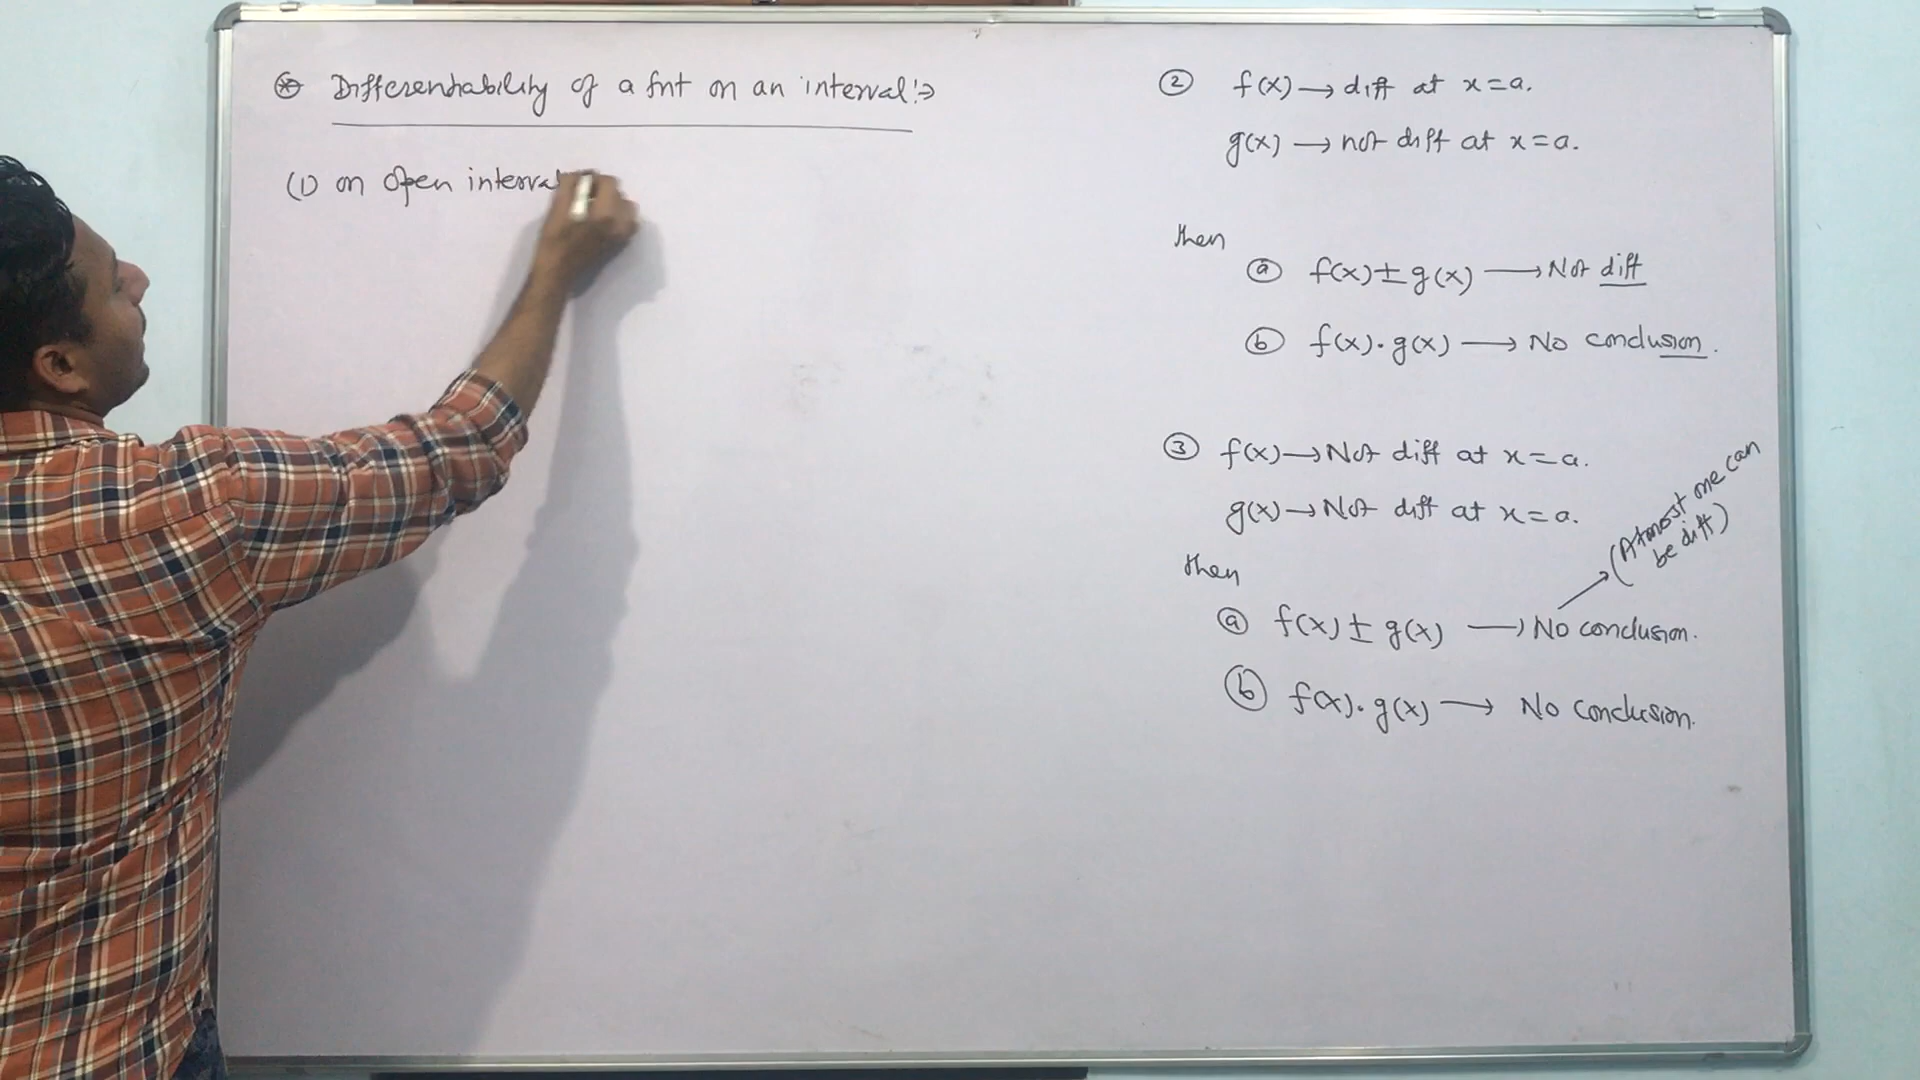 ⊛ Differentiability of a fnt on an interval:⇒
(1) on open interval
② f(x) → diff at x=a.
g(x) → not diff at x=a.
then
ⓐ f(x) ± g(x) → Not diff
ⓑ f(x).g(x) → No conclusion.
③ f(x) → Not diff at x=a.
g(x) → Not diff at x=a.
then
(Atmost one can
be diff)
ⓐ f(x) ± g(x) → No conclusion.
ⓑ f(x).g(x) → No conclusion.